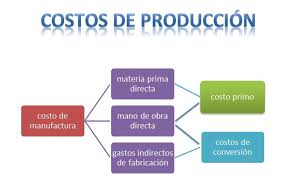 COSTOS DE PRODUCCIÓN
materia prima
directa
costo primo
costo de
manufactura
mano de obra
directa
costos de
conversión
gastos indirectos
de fabricación